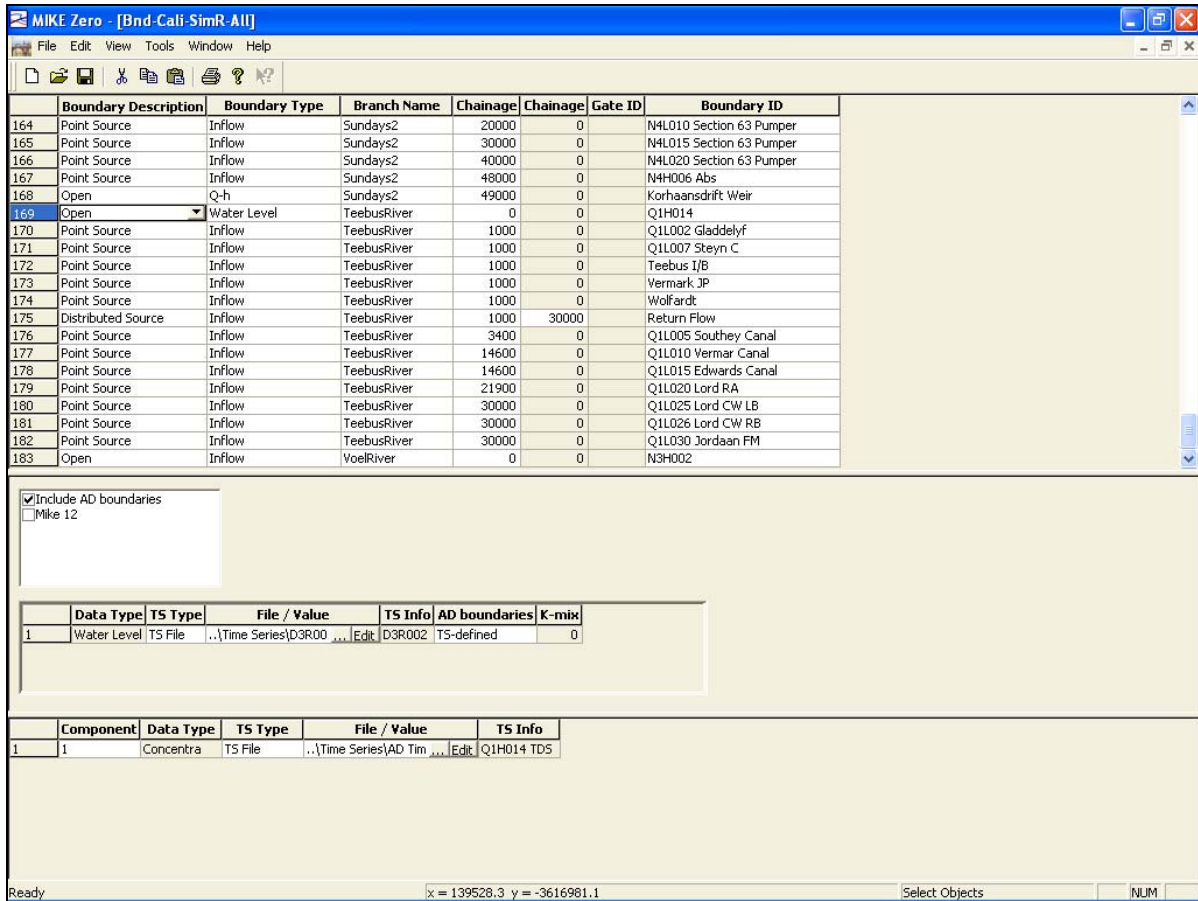 MIKE Zero - [Bnd-Cali-SimR-All]
File Edit View Tools Window Help
Boundary Description Boundary Type Branch Name Chainage Chainage Gate ID Boundary ID
164 Point Source Inflow Sundays2 20000 0 N4L010 Section 63 Pumper
165 Point Source Inflow Sundays2 30000 0 N4L015 Section 63 Pumper
166 Point Source Inflow Sundays2 40000 0 N4L020 Section 63 Pumper
167 Point Source Inflow Sundays2 48000 0 N4H006 Abs
168 Open Q-h Sundays2 49000 0 Korhaansdrift Weir
169 Open Water Level TeebusRiver 0 0 Q1H014
170 Point Source Inflow TeebusRiver 1000 0 Q1L002 Gladdelyf
171 Point Source Inflow TeebusRiver 1000 0 Q1L007 Steyn C
172 Point Source Inflow TeebusRiver 1000 0 Teebus I/B
173 Point Source Inflow TeebusRiver 1000 0 Vermark JP
174 Point Source Inflow TeebusRiver 1000 0 Wolfardt
175 Distributed Source Inflow TeebusRiver 1000 30000 Return Flow
176 Point Source Inflow TeebusRiver 3400 0 Q1L005 Southey Canal
177 Point Source Inflow TeebusRiver 14600 0 Q1L010 Vermar Canal
178 Point Source Inflow TeebusRiver 14600 0 Q1L015 Edwards Canal
179 Point Source Inflow TeebusRiver 21900 0 Q1L020 Lord RA
180 Point Source Inflow TeebusRiver 30000 0 Q1L025 Lord CW LB
181 Point Source Inflow TeebusRiver 30000 0 Q1L026 Lord CW RB
182 Point Source Inflow TeebusRiver 30000 0 Q1L030 Jordaan FM
183 Open Inflow VoelRiver 0 0 N3H002
Include AD boundaries
Mike 12
Data Type TS Type File / Value TS Info AD boundaries K-mix
1 Water Level TS File ..\Time Series\D3R00 ... Edit D3R002 TS-defined 0
Component Data Type TS Type File / Value TS Info
1 1 Concentra TS File ..\Time Series\AD Tim ... Edit Q1H014 TDS
Ready x = 139528.3 y = -3616981.1 Select Objects NUM